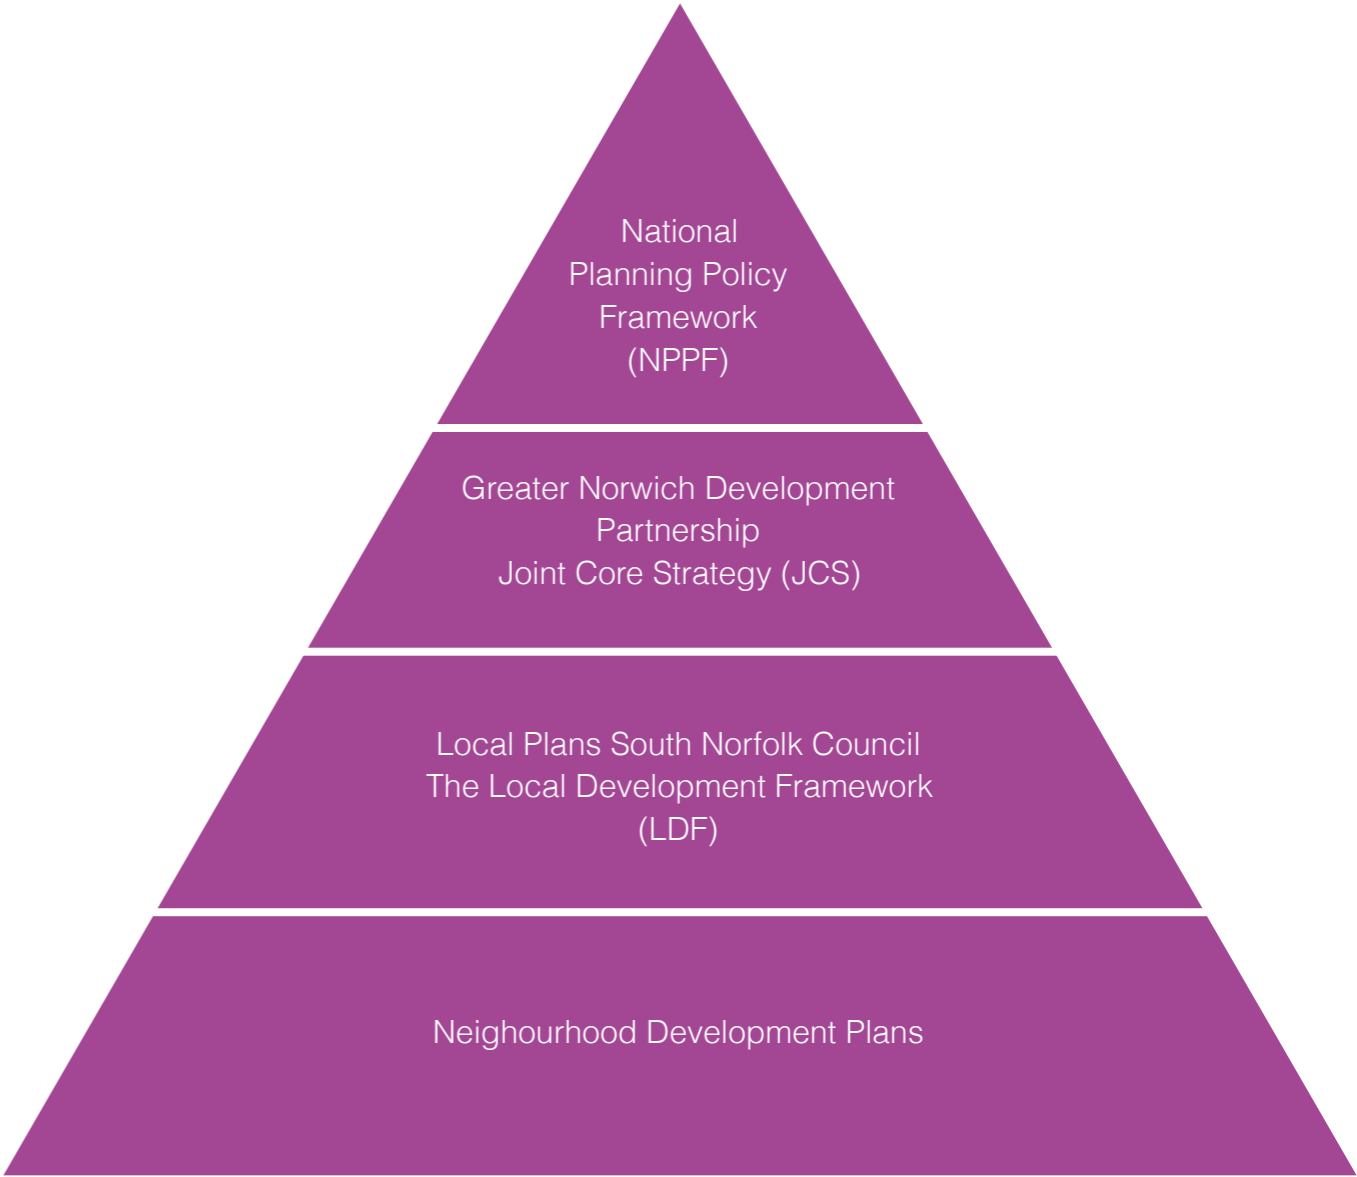 National
Planning Policy
Framework
(NPPF)
Greater Norwich Development
Partnership
Joint Core Strategy (JCS)
Local Plans South Norfolk Council
The Local Development Framework
(LDF)
Neighourhood Development Plans